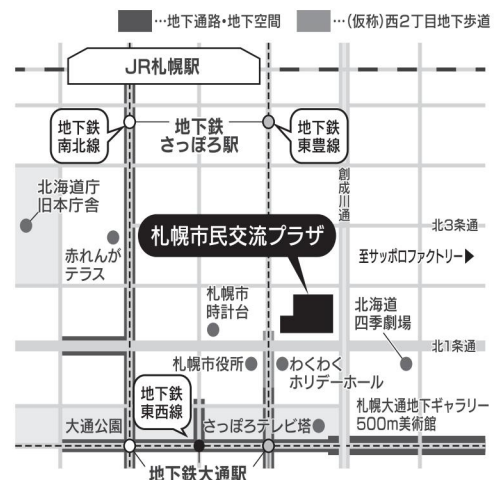 …地下通路・地下空間
…(仮称)西2丁目地下歩道
JR札幌駅
地下鉄
南北線
地下鉄
さっぽろ駅
地下鉄
東豊線
創成川通
北海道庁
旧本庁舎
赤れんが
テラス
札幌市民交流プラザ
北3条通
至サッポロファクトリー▶
札幌市
時計台
北海道
四季劇場
北1条通
札幌市役所
わくわく
ホリデーホール
地下鉄
東西線
大通公園
さっぽろテレビ塔
札幌大通地下ギャラリー
500m美術館
地下鉄大通駅